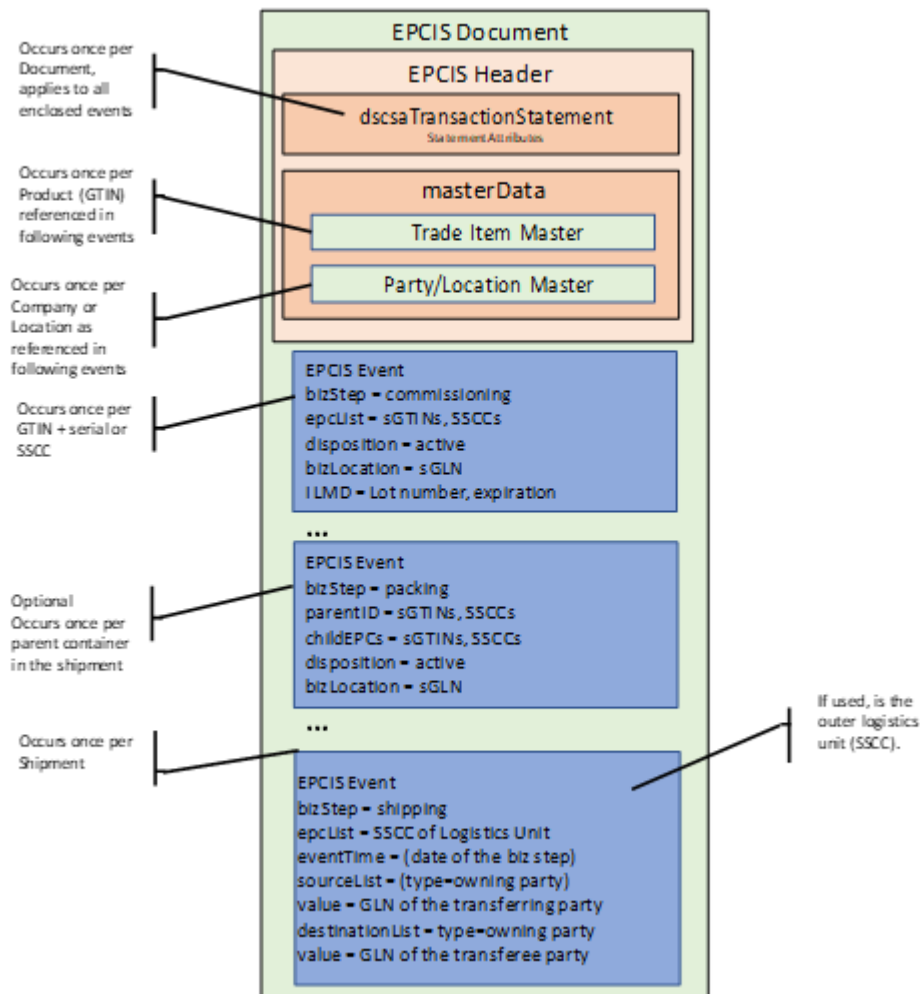 EPCIS Document
EPCIS Header
dscsaTransactionStatement
StatementAttributes
masterData
Trade Item Master
Party/Location Master
Occurs once per
Document,
applies to all
enclosed events
Occurs once per
Product (GTIN)
referenced in
following events
Occurs once per
Company or
Location as
referenced in
following events
Occurs once per
GTIN + serial or
SSCC
EPCIS Event
bizStep = commissioning
epcList = sGTINs, SSCCs
disposition = active
bizLocation = sGLN
ILMD = Lot number, expiration
...
Optional
Occurs once per
parent container
in the shipment
EPCIS Event
bizStep = packing
parentID = sGTINs, SSCCs
childEPCs = sGTINs, SSCCs
disposition = active
bizLocation = sGLN
...
Occurs once per
Shipment
If used, is the
outer logistics
unit (SSCC).
EPCIS Event
bizStep = shipping
epcList = SSCC of Logistics Unit
eventTime = (date of the biz step)
sourceList = (type=owning party)
value = GLN of the transferring party
destinationList = type=owning party
value = GLN of the transferee party